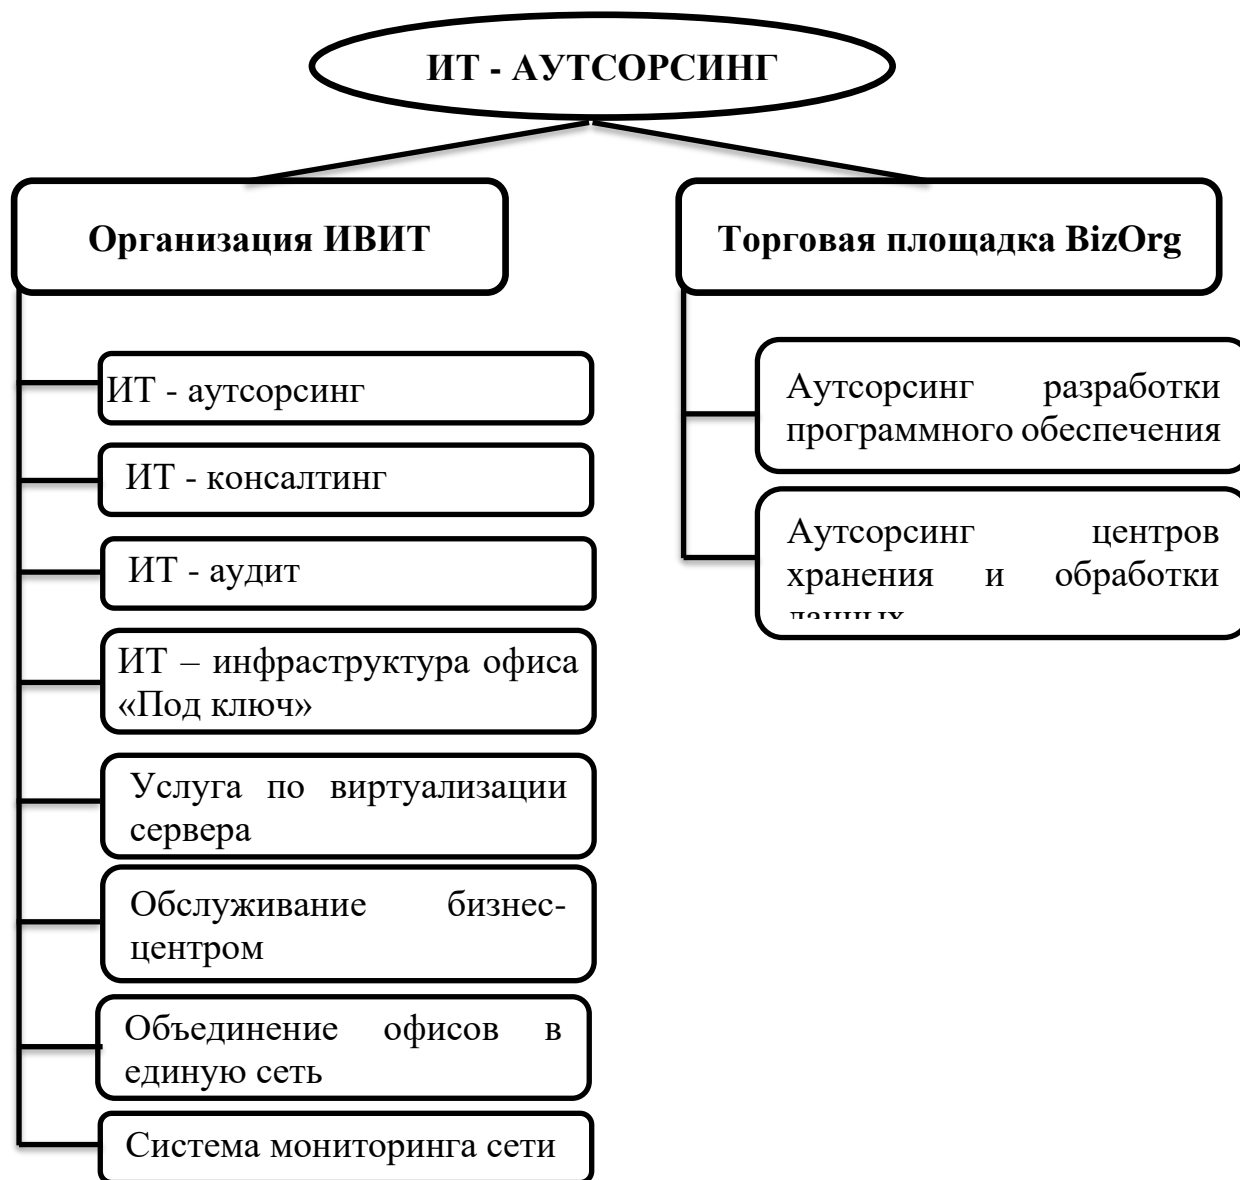 ИТ - АУТСОРСИНГ
Организация ИВИТ
ИТ - аутсорсинг
ИТ - консалтинг
ИТ - аудит
ИТ – инфраструктура офиса
«Под ключ»
Услуга по виртуализации
сервера
Обслуживание бизнес-
центром
Объединение офисов в
единую сеть
Система мониторинга сети
Торговая площадка BizOrg
Аутсорсинг разработки
программного обеспечения
Аутсорсинг центров
хранения и обработки
данных